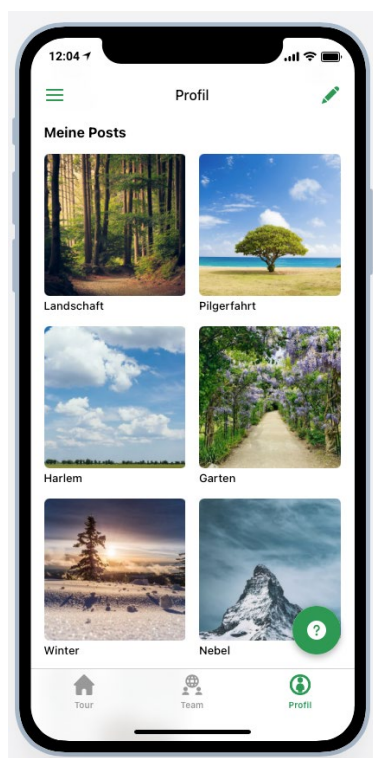 12:04
Profil
Meine Posts
Landschaft
Pilgerfahrt
Harlem
Garten
Winter
Nebel
?
Tour
Team
Profil